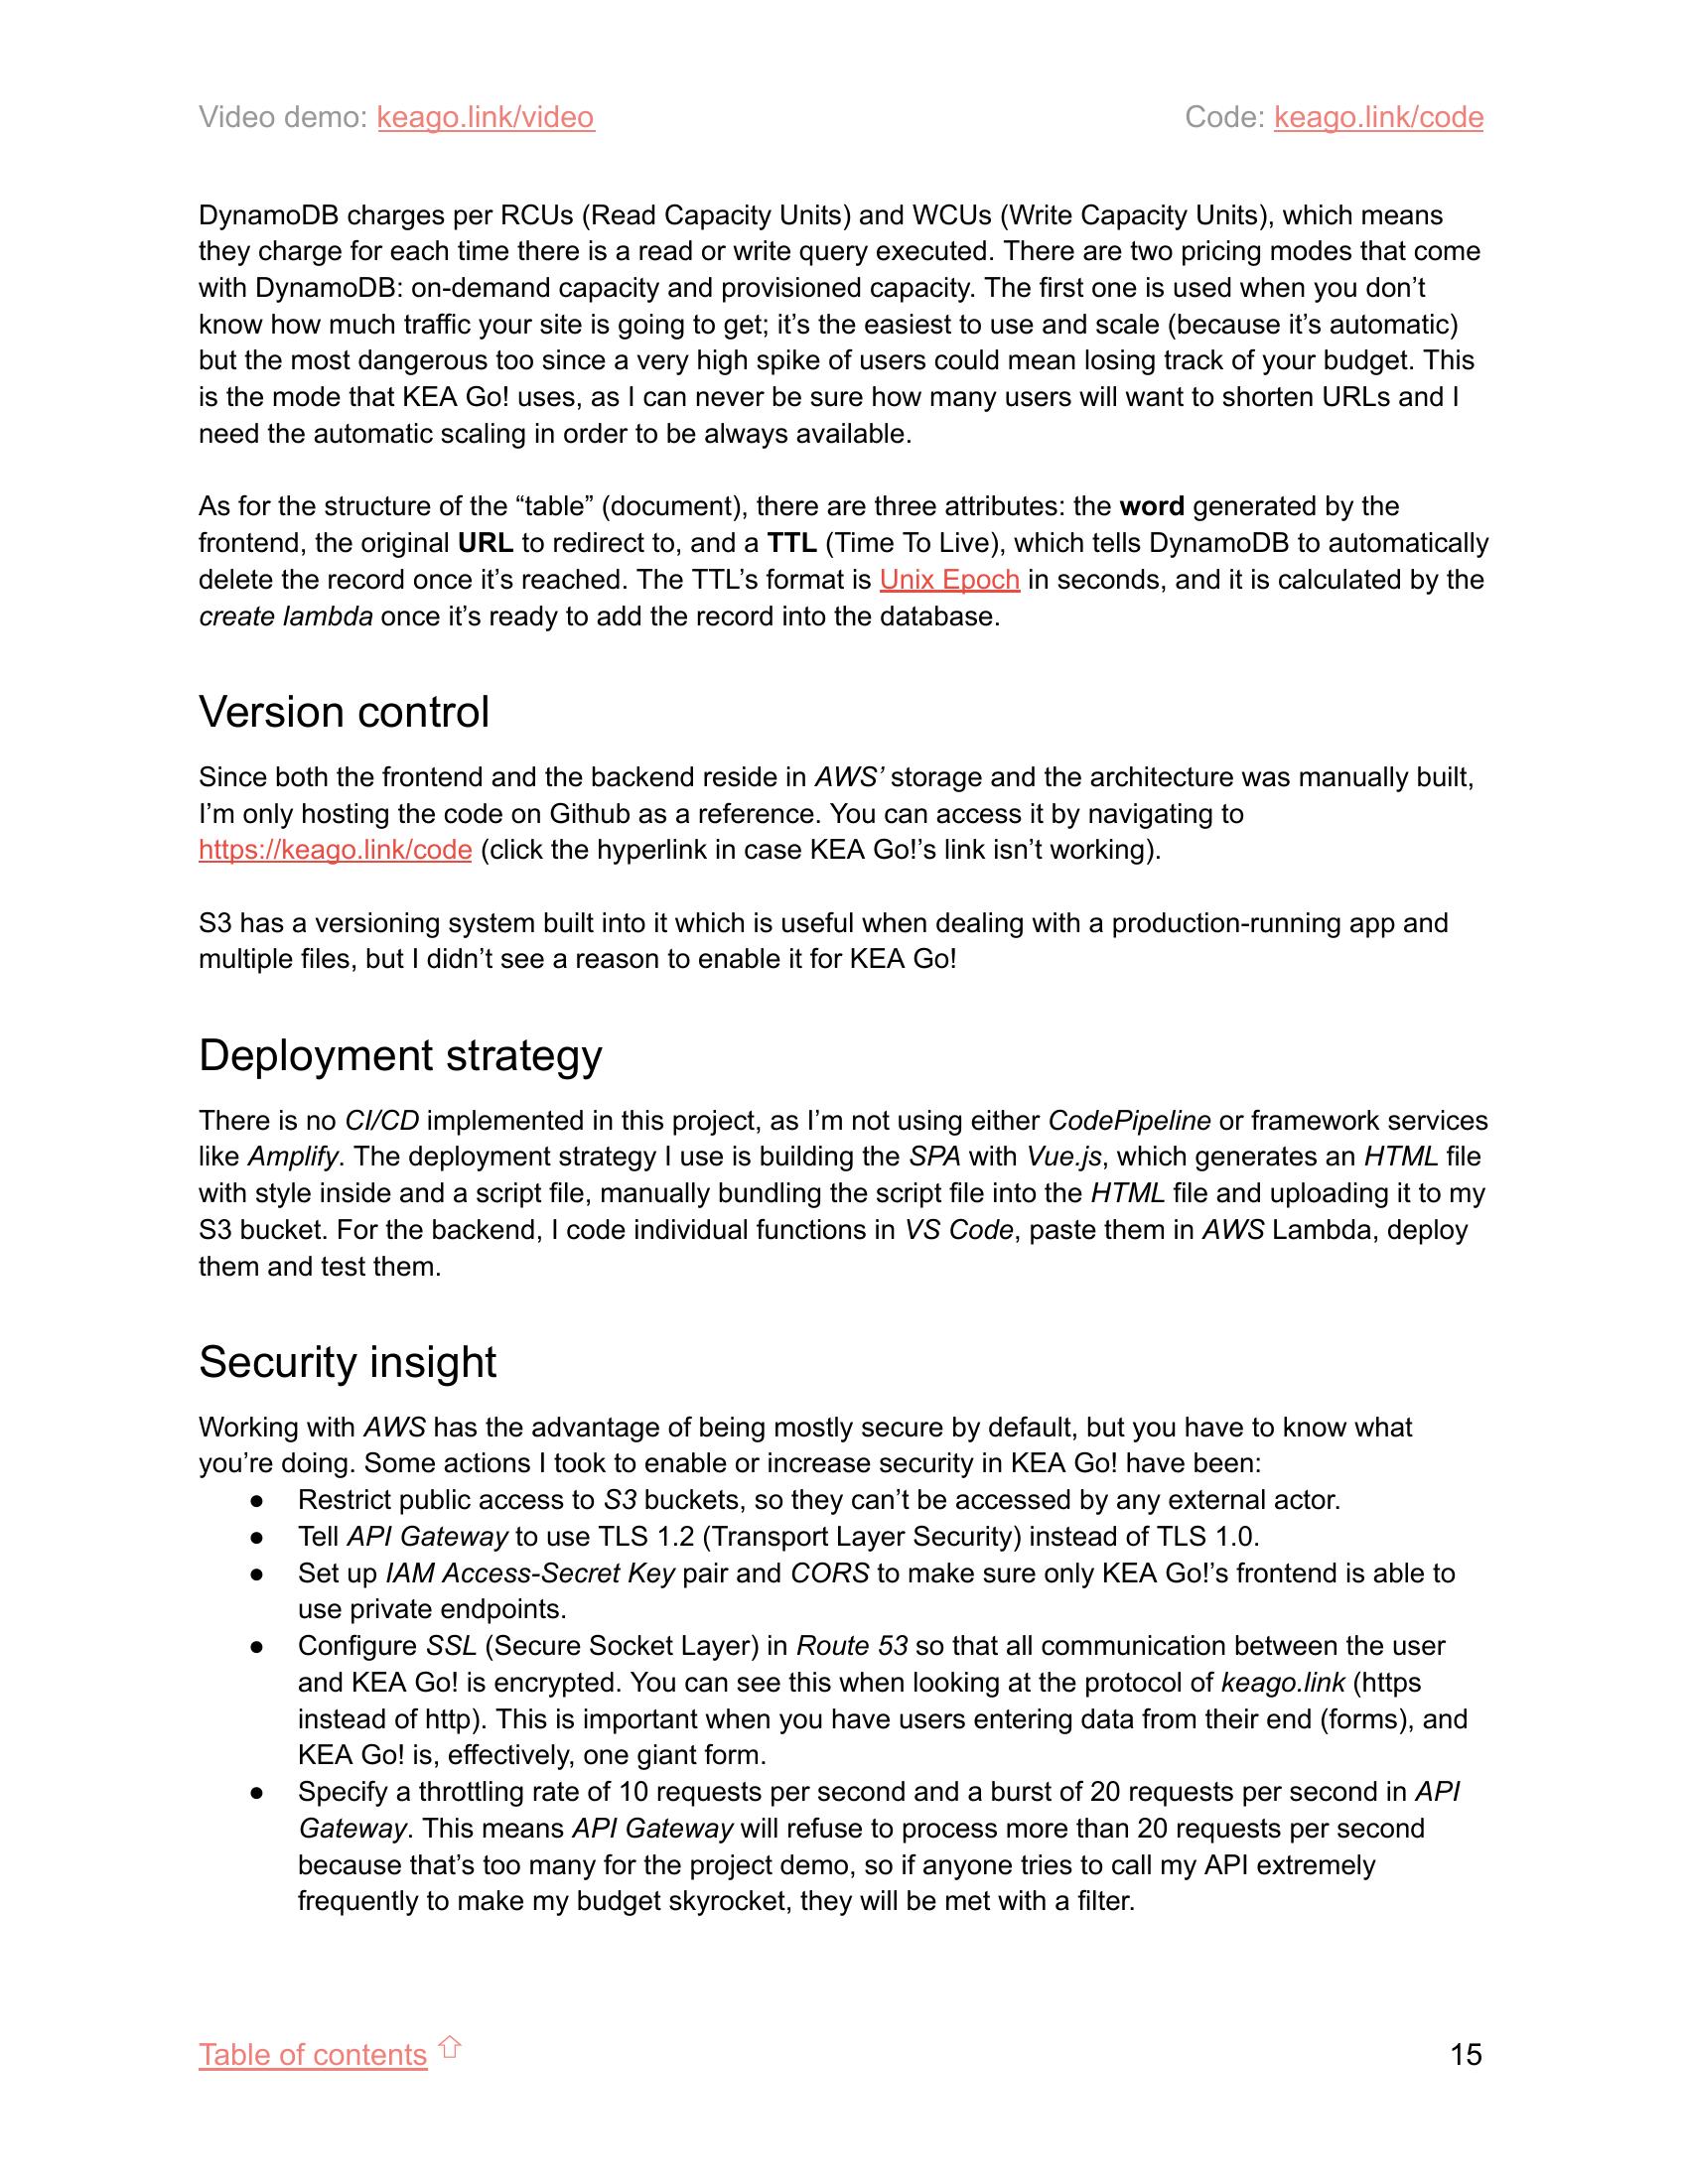 Video demo: keago.link/video
Code: keago.link/code
DynamoDB charges per RCUs (Read Capacity Units) and WCUs (Write Capacity Units), which means
they charge for each time there is a read or write query executed. There are two pricing modes that come
with DynamoDB: on-demand capacity and provisioned capacity. The first one is used when you don’t
know how much traffic your site is going to get; it’s the easiest to use and scale (because it’s automatic)
but the most dangerous too since a very high spike of users could mean losing track of your budget. This
is the mode that KEA Go! uses, as I can never be sure how many users will want to shorten URLs and I
need the automatic scaling in order to be always available.
As for the structure of the “table” (document), there are three attributes: the word generated by the
frontend, the original URL to redirect to, and a TTL (Time To Live), which tells DynamoDB to automatically
delete the record once it’s reached. The TTL’s format is Unix Epoch in seconds, and it is calculated by the
create lambda once it’s ready to add the record into the database.
Version control
Since both the frontend and the backend reside in AWS’ storage and the architecture was manually built,
I’m only hosting the code on Github as a reference. You can access it by navigating to
https://keago.link/code (click the hyperlink in case KEA Go!’s link isn’t working).
S3 has a versioning system built into it which is useful when dealing with a production-running app and
multiple files, but I didn’t see a reason to enable it for KEA Go!
Deployment strategy
There is no CI/CD implemented in this project, as I’m not using either CodePipeline or framework services
like Amplify. The deployment strategy I use is building the SPA with Vue.js, which generates an HTML file
with style inside and a script file, manually bundling the script file into the HTML file and uploading it to my
S3 bucket. For the backend, I code individual functions in VS Code, paste them in AWS Lambda, deploy
them and test them.
Security insight
Working with AWS has the advantage of being mostly secure by default, but you have to know what
you’re doing. Some actions I took to enable or increase security in KEA Go! have been:
● Restrict public access to S3 buckets, so they can’t be accessed by any external actor.
● Tell API Gateway to use TLS 1.2 (Transport Layer Security) instead of TLS 1.0.
● Set up IAM Access-Secret Key pair and CORS to make sure only KEA Go!’s frontend is able to
use private endpoints.
● Configure SSL (Secure Socket Layer) in Route 53 so that all communication between the user
and KEA Go! is encrypted. You can see this when looking at the protocol of keago.link (https
instead of http). This is important when you have users entering data from their end (forms), and
KEA Go! is, effectively, one giant form.
● Specify a throttling rate of 10 requests per second and a burst of 20 requests per second in API
Gateway. This means API Gateway will refuse to process more than 20 requests per second
because that’s too many for the project demo, so if anyone tries to call my API extremely
frequently to make my budget skyrocket, they will be met with a filter.
Table of contents ⇧
15